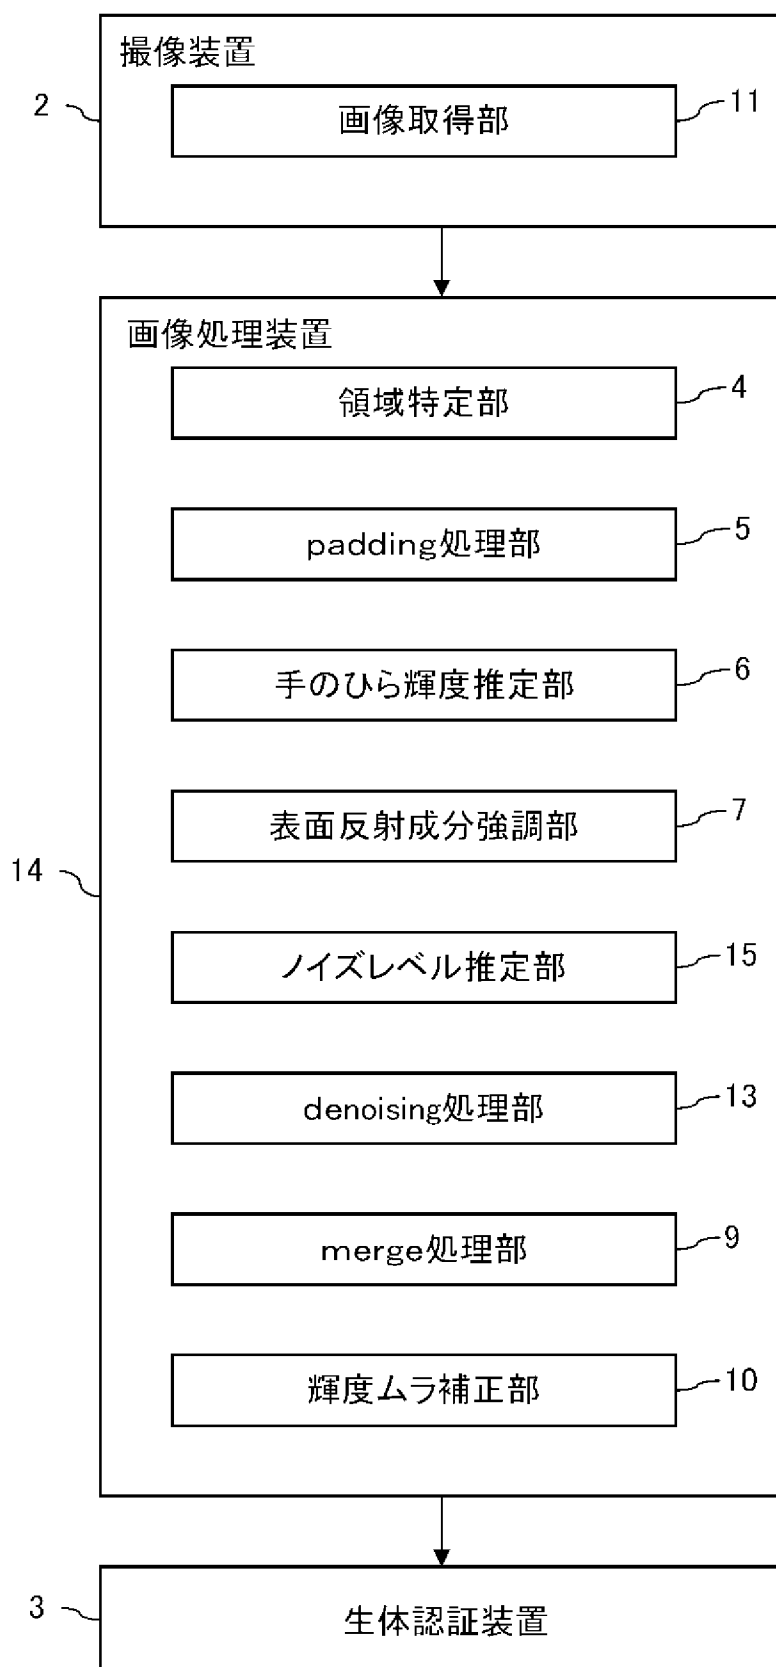 撮像装置
2
画像取得部
11
画像処理装置
領域特定部
4
padding処理部
5
手のひら輝度推定部
6
表面反射成分強調部
7
14
ノイズレベル推定部
15
denoising処理部
13
merge処理部
9
輝度ムラ補正部
10
3
生体認証装置